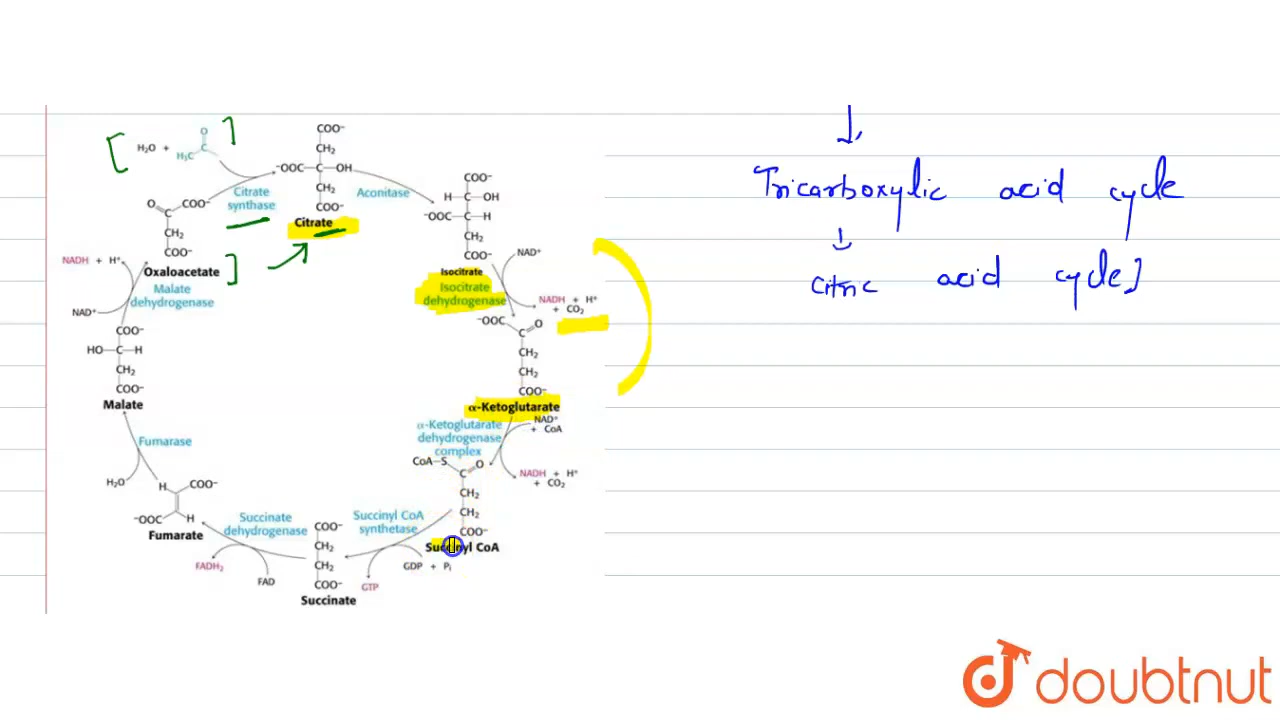 H₂O +
O
H₃C
COO⁻
CH₂
⁻OOC—C—OH
CH₂
COO⁻
Citrate
Citrate
synthase
Aconitase
O
COO⁻
CH₂
COO⁻
Oxaloacetate
COO⁻
H—C—OH
⁻OOC—C—H
CH₂
COO⁻
Isocitrate
Isocitrate
dehydrogenase
NAD⁺
NADH + H⁺
+ CO₂
NADH + H⁺
Malate
dehydrogenase
NAD⁺
⁻OOC
O
C
CH₂
CH₂
COO⁻
α-Ketoglutarate
COO⁻
HO—C—H
CH₂
COO⁻
Malate
α-Ketoglutarate
dehydrogenase
complex
NAD⁺
+ CoA
NADH + H⁺
+ CO₂
Fumarase
H₂O
CoA—S
O
C
CH₂
CH₂
COO⁻
Succinyl CoA
H
COO⁻
⁻OOC
H
Fumarate
Succinate
dehydrogenase
FADH₂
FAD
COO⁻
CH₂
CH₂
COO⁻
Succinate
Succinyl CoA
synthetase
GTP
GDP + Pᵢ
Tricarboxylic acid cycle
citric acid cycle]
doubtnut